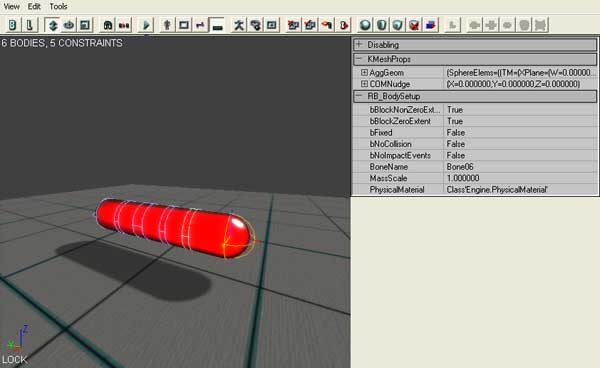 View Edit Tools
B L
6 BODIES, 5 CONSTRAINTS
Disabling
KMeshProps
AggGeom (SphereElems=((TM=(XPlane=(W=0.00000...
COMNudge (X=0.000000,Y=0.000000,Z=0.000000)
RB_BodySetup
bBlockNonZeroExt... True
bBlockZeroExtent True
bFixed False
bNoCollision False
bNoImpactEvents False
BoneName Bone06
MassScale 1.000000
PhysicalMaterial Class'Engine.PhysicalMaterial'
Z
Y
LOCK